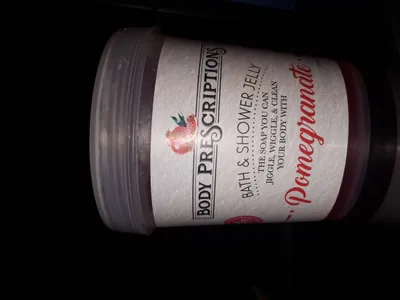 BODY PRESCRIPTIONS
BATH & SHOWER JELLY
THE SOAP YOU CAN
JIGGLE, WIGGLE, & CLEAN
YOUR BODY WITH
Pomegranate